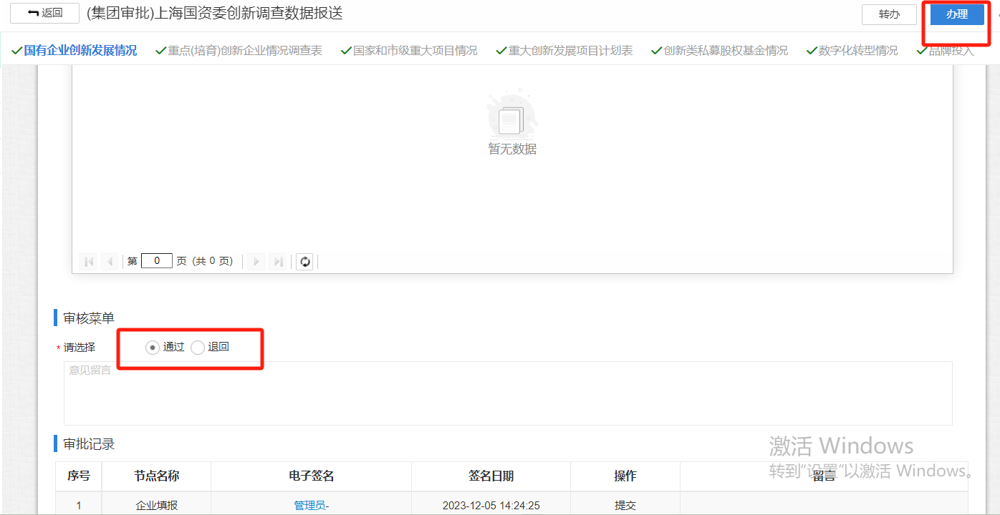 返回 (集团审批)上海国资委创新调查数据报送 转办 办理
国有企业创新发展情况 重点(培育)创新企业情况调查表 国家和市级重大项目情况 重大创新发展项目计划表 创新类私募股权基金情况 数字化转型情况 品牌投入
暂无数据
第 0 页 (共 0 页)
审核菜单
* 请选择 通过 退回
意见留言
审批记录
激活 Windows
转到"设置"以激活 Windows。
序号 节点名称 电子签名 签名日期 操作 留言
1 企业填报 管理员- 2023-12-05 14:24:25 提交